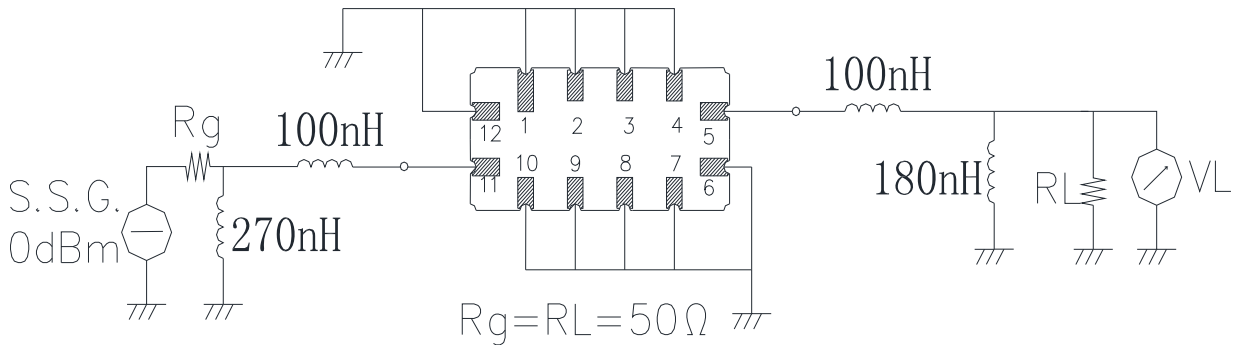 100nH
Rg
100nH
12 1 2 3 4 5
10 9 8 7
11 6
180nH RL VL
S.S.G.
0dBm
270nH
Rg=RL=50Ω